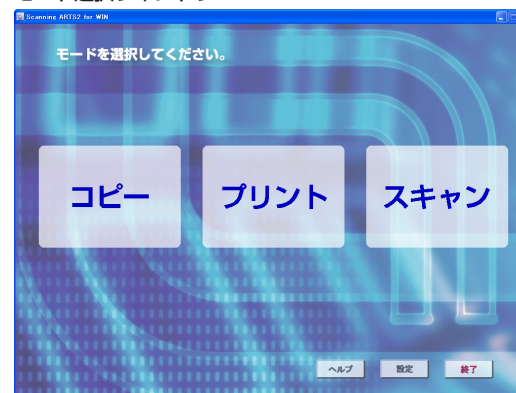 Scanning ARTS2 for WIN
モードを選択してください。
コピー
プリント
スキャン
ヘルプ
設定
終了